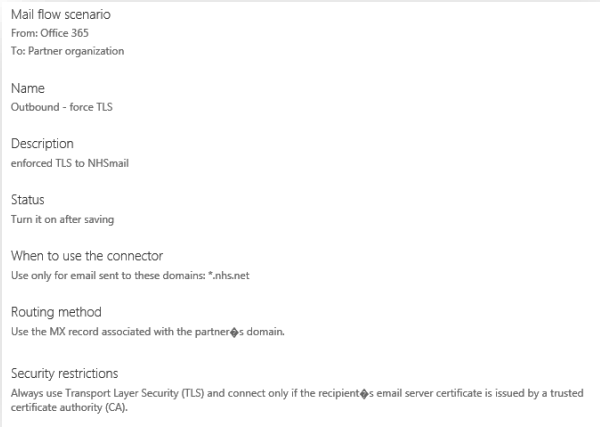 Mail flow scenario
From: Office 365
To: Partner organization
Name
Outbound - force TLS
Description
enforced TLS to NHSmail
Status
Turn it on after saving
When to use the connector
Use only for email sent to these domains: *.nhs.net
Routing method
Use the MX record associated with the partner�s domain.
Security restrictions
Always use Transport Layer Security (TLS) and connect only if the recipient�s email server certificate is issued by a trusted
certificate authority (CA).